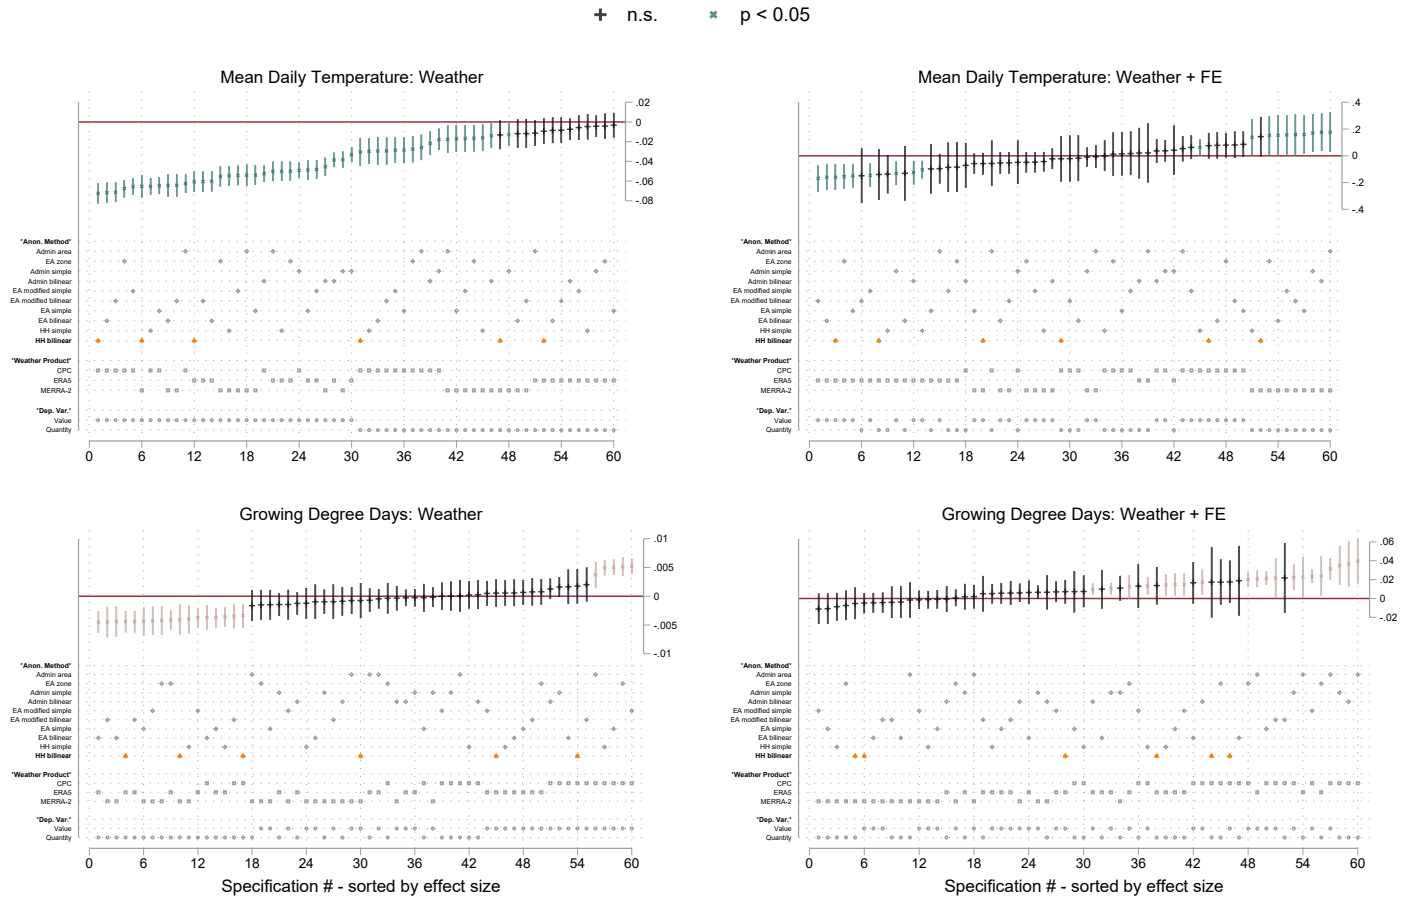 n.s. p < 0.05
Mean Daily Temperature: Weather
.02
0
-.02
-.04
-.06
-.08
"Anon. Method"
Admin area
EA zone
Admin simple
Admin bilinear
EA modified simple
EA modified bilinear
EA simple
EA bilinear
HH simple
HH bilinear
"Weather Product"
CPC
ERA5
MERRA-2
"Dep. Var."
Value
Quantity
0 6 12 18 24 30 36 42 48 54 60
Mean Daily Temperature: Weather + FE
.4
.2
0
-.2
-.4
"Anon. Method"
Admin area
EA zone
Admin simple
Admin bilinear
EA modified simple
EA modified bilinear
EA simple
EA bilinear
HH simple
HH bilinear
"Weather Product"
CPC
ERA5
MERRA-2
"Dep. Var."
Value
Quantity
0 6 12 18 24 30 36 42 48 54 60
Growing Degree Days: Weather
.01
.005
0
-.005
-.01
"Anon. Method"
Admin area
EA zone
Admin simple
Admin bilinear
EA modified simple
EA modified bilinear
EA simple
EA bilinear
HH simple
HH bilinear
"Weather Product"
CPC
ERA5
MERRA-2
"Dep. Var."
Value
Quantity
0 6 12 18 24 30 36 42 48 54 60
Specification # - sorted by effect size
Growing Degree Days: Weather + FE
.06
.04
.02
0
-.02
"Anon. Method"
Admin area
EA zone
Admin simple
Admin bilinear
EA modified simple
EA modified bilinear
EA simple
EA bilinear
HH simple
HH bilinear
"Weather Product"
CPC
ERA5
MERRA-2
"Dep. Var."
Value
Quantity
0 6 12 18 24 30 36 42 48 54 60
Specification # - sorted by effect size